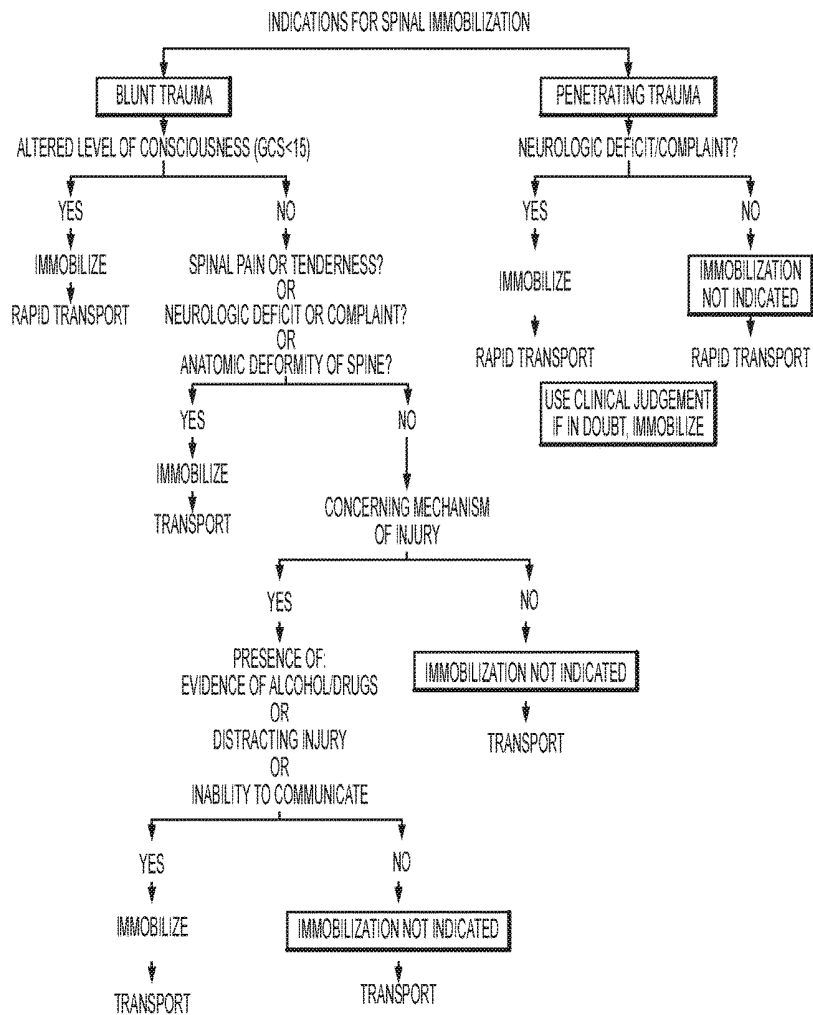 INDICATIONS FOR SPINAL IMMOBILIZATION
BLUNT TRAUMA
PENETRATING TRAUMA
ALTERED LEVEL OF CONSCIOUSNESS (GCS<15)
NEUROLOGIC DEFICIT/COMPLAINT?
YES
NO
YES
NO
IMMOBILIZE
RAPID TRANSPORT
SPINAL PAIN OR TENDERNESS?
OR
NEUROLOGIC DEFICIT OR COMPLAINT?
OR
ANATOMIC DEFORMITY OF SPINE?
IMMOBILIZE
RAPID TRANSPORT
IMMOBILIZATION
NOT INDICATED
RAPID TRANSPORT
USE CLINICAL JUDGEMENT
IF IN DOUBT, IMMOBILIZE
YES
NO
IMMOBILIZE
TRANSPORT
CONCERNING MECHANISM
OF INJURY
YES
NO
PRESENCE OF:
EVIDENCE OF ALCOHOL/DRUGS
OR
DISTRACTING INJURY
OR
INABILITY TO COMMUNICATE
IMMOBILIZATION NOT INDICATED
TRANSPORT
YES
NO
IMMOBILIZE
TRANSPORT
IMMOBILIZATION NOT INDICATED
TRANSPORT